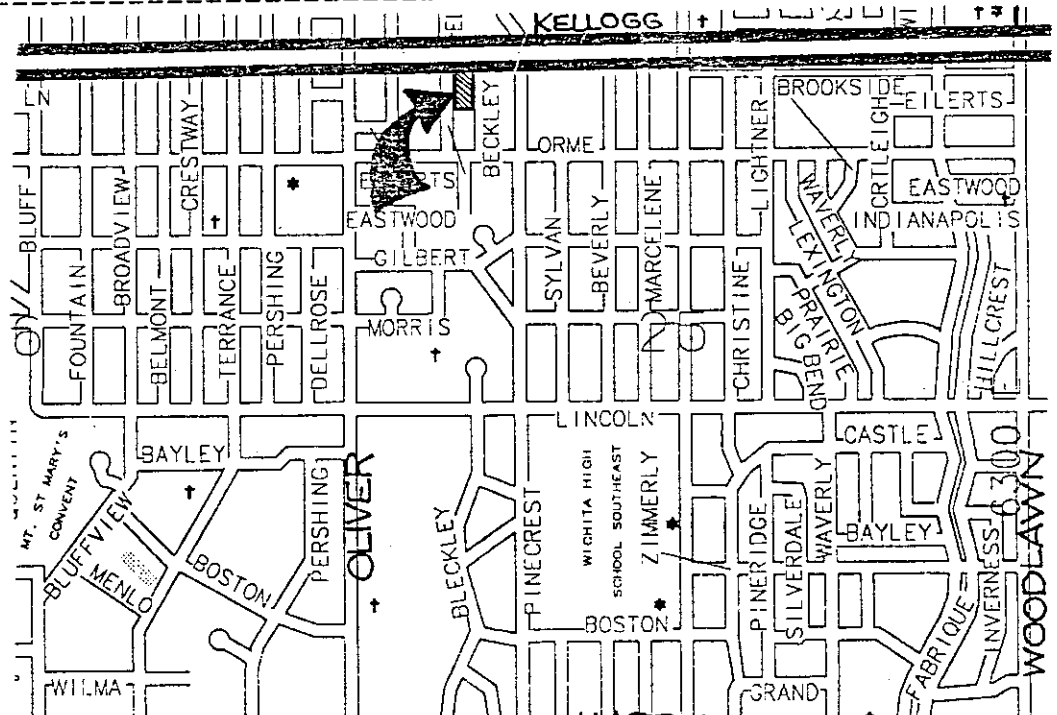 KELLOGG
LN
BROOKSIDE
EILERTS
CRESTWAY
BECKLEY
ORME
LIGHTNER
CRTLEIGH
BLUFF
BROADVIEW
EASTWOOD
EASTWOOD
WAVERLY
INDIANAPOLIS
GILBERT
SYLVAN
BEVERLY
MARCELENE
LEXINGTON
FOUNTAIN
BELMONT
TERRANCE
PERSHING
DELLROSE
MORRIS
CHRISTINE
PRAIRIE
BIG BEND
HILLCREST
LINCOLN
MT. ST MARY'S
CONVENT
BAYLEY
CASTLE
6300 E
WOODLAWN
OLIVER
PERSHING
BLUFFVIEW
MENLO
BOSTON
BLECKLEY
PINECREST
WICHITA HIGH
SCHOOL SOUTHEAST
ZIMMERLY
PINERIDGE
SILVERDALE
WAVERLY
BAYLEY
INVERNESS
FABRIQUE
BOSTON
WILMA
GRAND